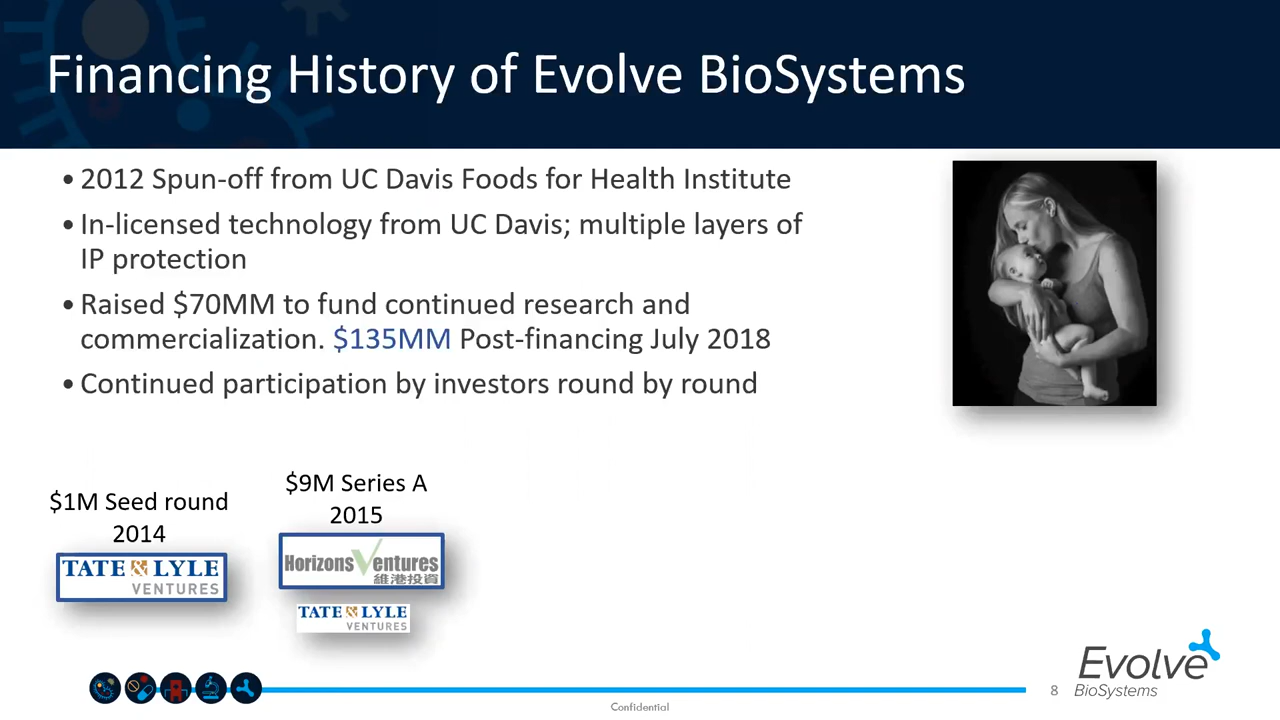 Financing History of Evolve BioSystems
• 2012 Spun-off from UC Davis Foods for Health Institute
• In-licensed technology from UC Davis; multiple layers of
IP protection
• Raised $70MM to fund continued research and
commercialization. $135MM Post-financing July 2018
• Continued participation by investors round by round
$1M Seed round
2014
TATE & LYLE
VENTURES
$9M Series A
2015
Horizons Ventures
維港投資
TATE & LYLE
VENTURES
Evolve
BioSystems
8
Confidential